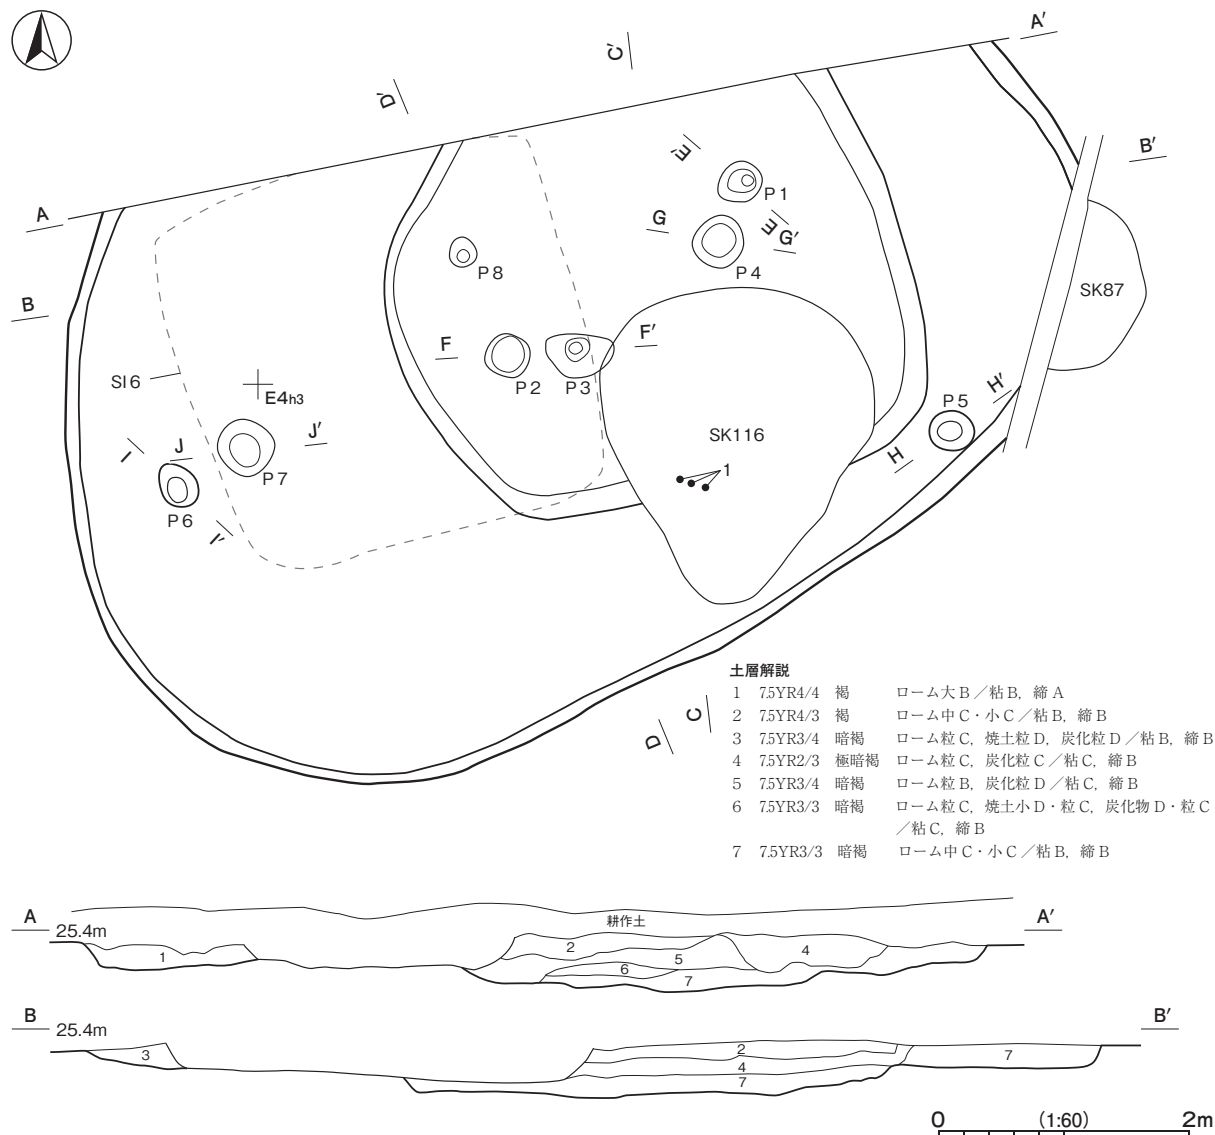 A′
C′
D′
B′
E′
P1
A
G
E
G′
P4
P8
SK87
B
F
F′
SI6
P2
P3
E4h3
H′
P5
I
J
J′
SK116
H
P7
1
P6
I′
土層解説
1 7.5YR4/4 褐 ローム大B／粘B，締A
2 7.5YR4/3 褐 ローム中C・小C／粘B，締B
3 7.5YR3/4 暗褐 ローム粒C，焼土粒D，炭化粒D／粘B，締B
4 7.5YR2/3 極暗褐 ローム粒C，炭化粒C／粘C，締B
5 7.5YR3/4 暗褐 ローム粒B，炭化粒D／粘C，締B
6 7.5YR3/3 暗褐 ローム粒C，焼土小D・粒C，炭化物D・粒C
／粘C，締B
7 7.5YR3/3 暗褐 ローム中C・小C／粘B，締B
C
D
A
25.4m
耕作土
A′
1
2
5
4
6
7
B
25.4m
B′
3
2
7
4
7
0 (1:60) 2m